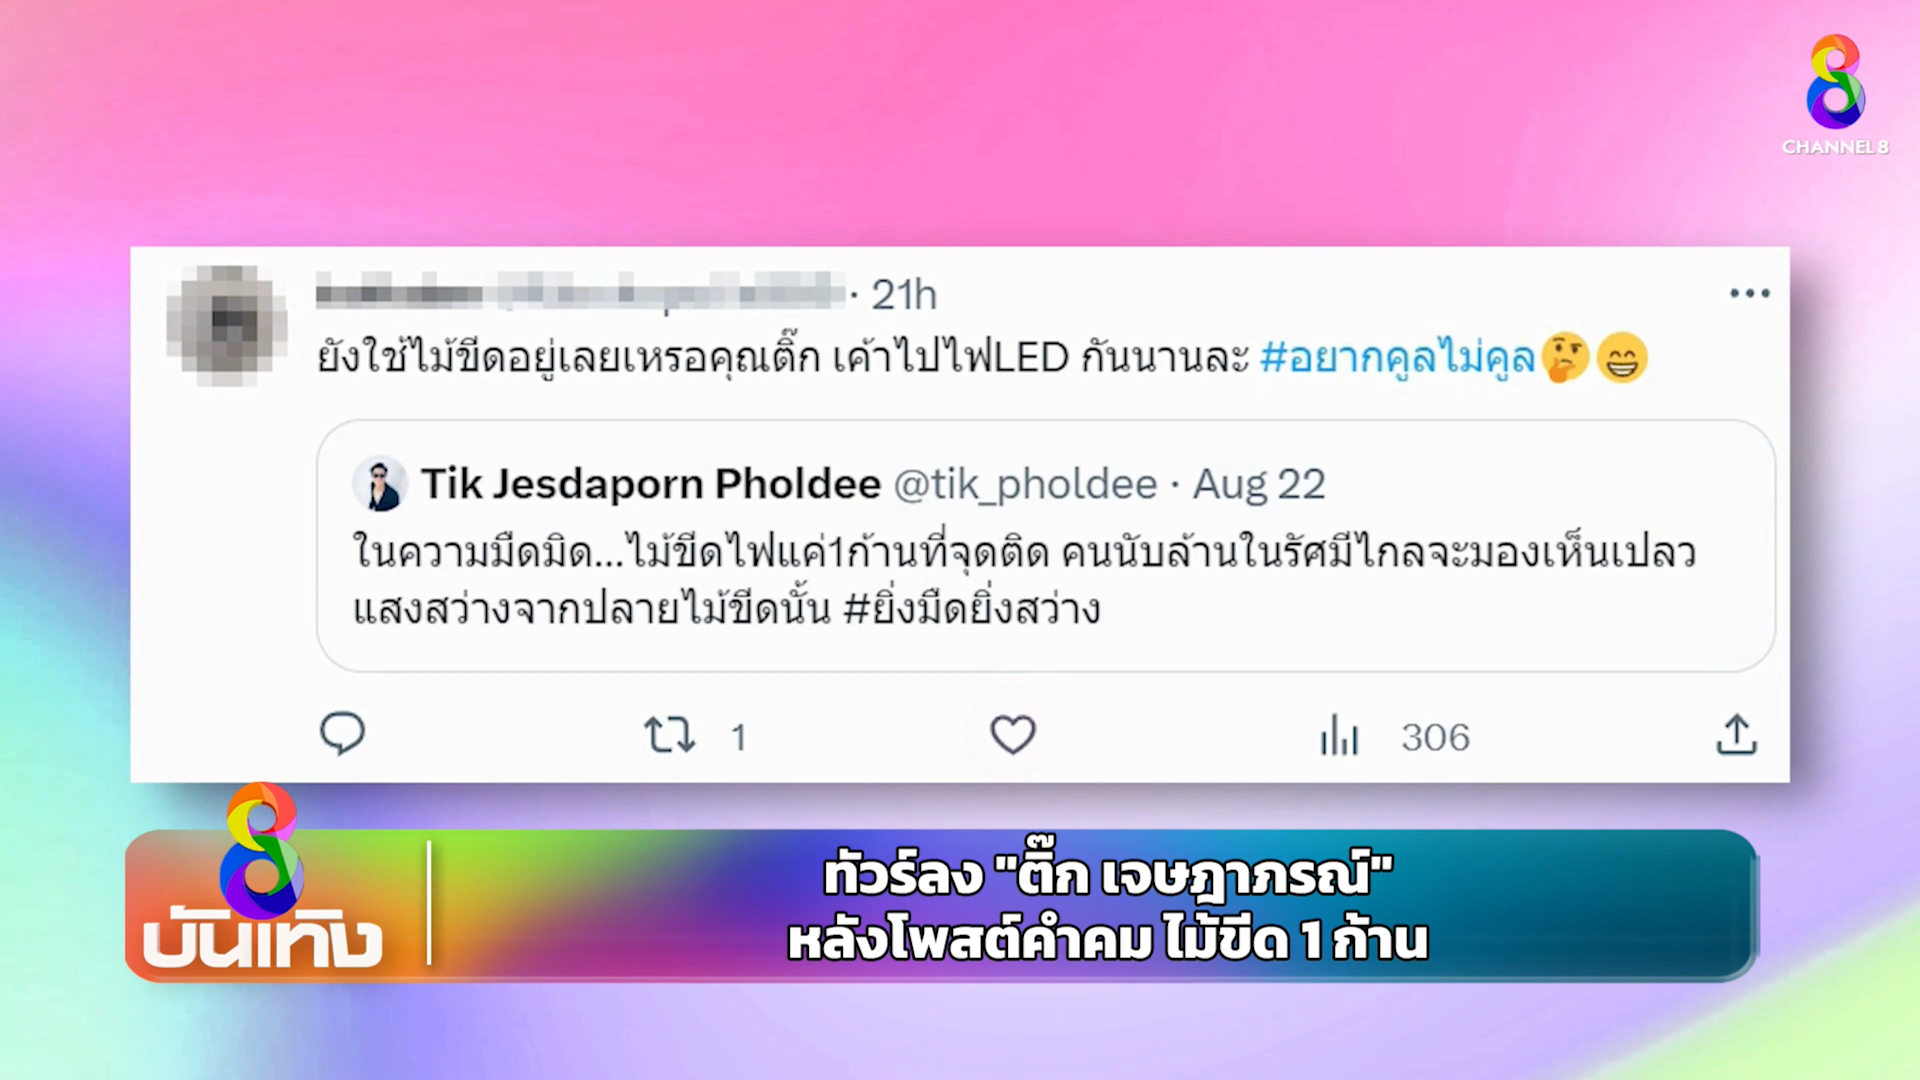 CHANNEL 8
· 21h
ยังใช้ไม้ขีดอยู่เลยเหรอคุณติ๊ก เค้าไปไฟLED กันนานละ #อยากคูลไม่คูล🤔😁
Tik Jesdaporn Pholdee @tik_pholdee · Aug 22
ในความมืดมิด...ไม้ขีดไฟแค่1ก้านที่จุดติด คนนับล้านในรัศมีไกลจะมองเห็นเปลว
แสงสว่างจากปลายไม้ขีดนั้น #ยิ่งมืดยิ่งสว่าง
1
306
8
บันเทิง
ทัวร์ลง "ติ๊ก เจษฎาภรณ์"
หลังโพสต์คำคม ไม้ขีด 1 ก้าน